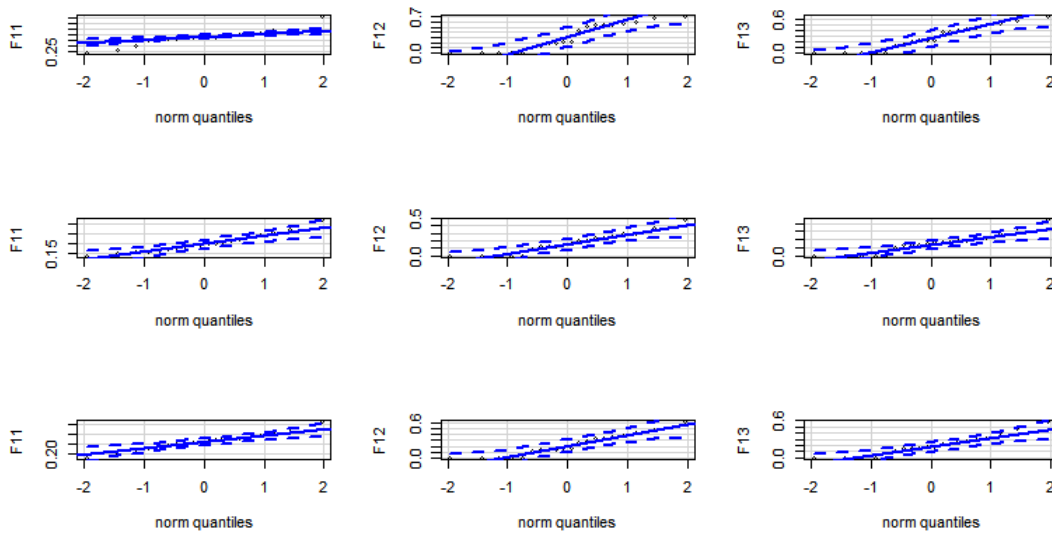 F11 0.25
-2 -1 0 1 2
norm quantiles
F12 0.0 0.7
-2 -1 0 1 2
norm quantiles
F13 0.0 0.6
-2 -1 0 1 2
norm quantiles
F11 0.15
-2 -1 0 1 2
norm quantiles
F12 0.0 0.5
-2 -1 0 1 2
norm quantiles
F13 0.0
-2 -1 0 1 2
norm quantiles
F11 0.20
-2 -1 0 1 2
norm quantiles
F12 0.0 0.6
-2 -1 0 1 2
norm quantiles
F13 0.0 0.6
-2 -1 0 1 2
norm quantiles